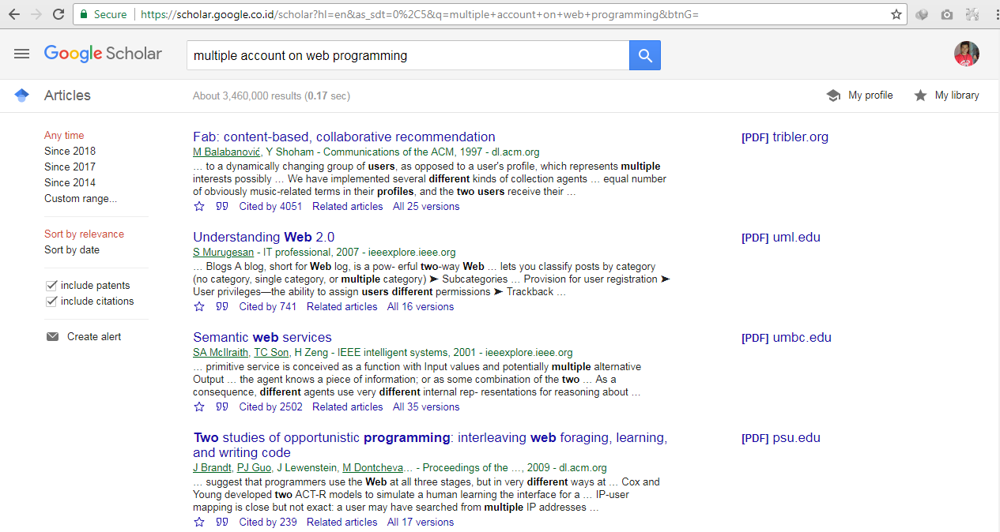 Secure https://scholar.google.co.id/scholar?hl=en&as_sdt=0%2C5&q=multiple+account+on+web+programming&btnG=
Google Scholar
multiple account on web programming
Articles
About 3,460,000 results (0.17 sec)
My profile
My library
Any time
Since 2018
Since 2017
Since 2014
Custom range...
Sort by relevance
Sort by date
include patents
include citations
Create alert
Fab: content-based, collaborative recommendation
M Balabanović, Y Shoham - Communications of the ACM, 1997 - dl.acm.org
… to a dynamically changing group of users, as opposed to a user's profile, which represents multiple
interests possibly … We have implemented several different kinds of collection agents … equal number
of obviously music-related terms in their profiles, and the two users receive their …
Cited by 4051 Related articles All 25 versions
[PDF] tribler.org
Understanding Web 2.0
S Murugesan - IT professional, 2007 - ieeexplore.ieee.org
… Blogs A blog, short for Web log, is a pow- erful two-way Web … lets you classify posts by category
(no category, single category, or multiple category) ➤ Subcategories … Provision for user registration ➤
User privileges—the ability to assign users different permissions ➤ Trackback …
Cited by 741 Related articles All 16 versions
[PDF] uml.edu
Semantic web services
SA McIlraith, TC Son, H Zeng - IEEE intelligent systems, 2001 - ieeexplore.ieee.org
… primitive service is conceived as a function with Input values and potentially multiple alternative
Output … the agent knows a piece of information; or as some combination of the two … As a
consequence, different agents use very different internal rep- resentations for reasoning about …
Cited by 2502 Related articles All 35 versions
[PDF] umbc.edu
Two studies of opportunistic programming: interleaving web foraging, learning,
and writing code
J Brandt, PJ Guo, J Lewenstein, M Dontcheva… - Proceedings of the …, 2009 - dl.acm.org
… suggest that programmers use the Web at all three stages, but in very different ways at … Cox and
Young developed two ACT-R models to simulate a human learning the interface for a … IP-user
mapping is close but not exact: a user may have searched from multiple IP addresses …
Cited by 239 Related articles All 17 versions
[PDF] psu.edu